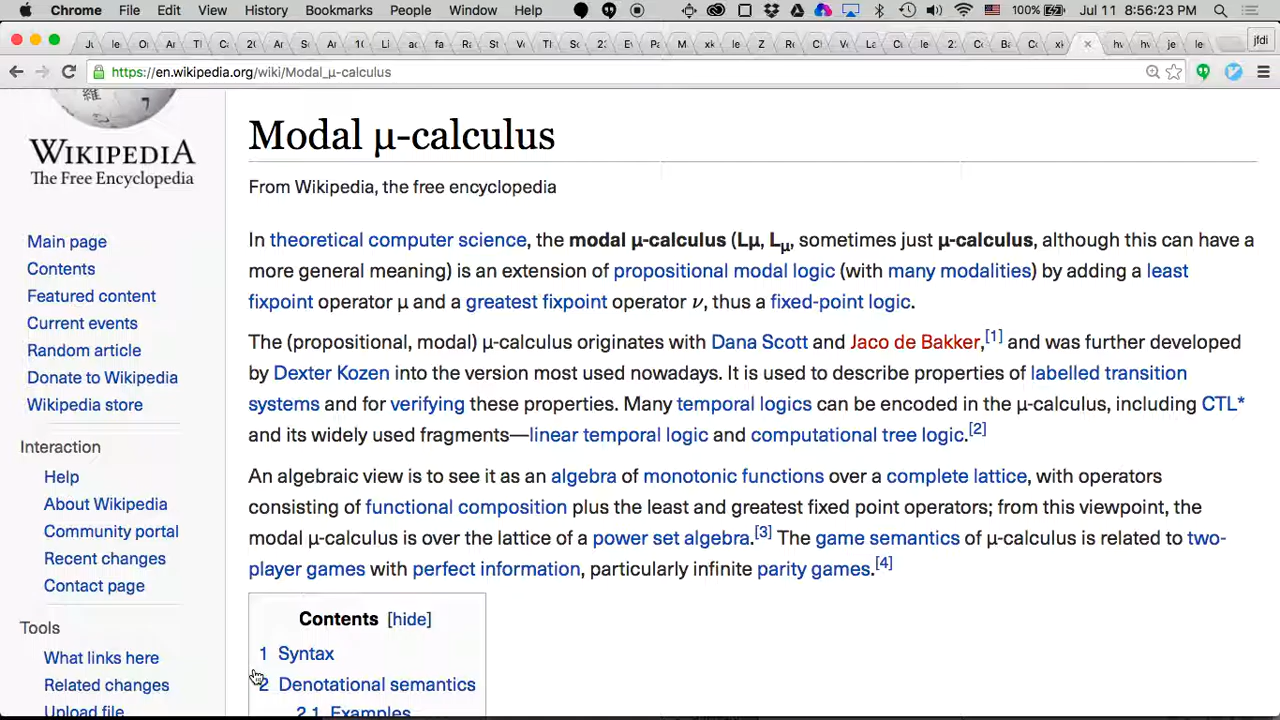 Chrome File Edit View History Bookmarks People Window Help 100% Jul 11 8:56:23 PM
jfdi
https://en.wikipedia.org/wiki/Modal_μ-calculus
WIKIPEDIA
The Free Encyclopedia
Main page
Contents
Featured content
Current events
Random article
Donate to Wikipedia
Wikipedia store
Interaction
Help
About Wikipedia
Community portal
Recent changes
Contact page
Tools
What links here
Related changes
Upload file
Modal μ-calculus
From Wikipedia, the free encyclopedia
In theoretical computer science, the modal μ-calculus (Lμ, Lμ, sometimes just μ-calculus, although this can have a
more general meaning) is an extension of propositional modal logic (with many modalities) by adding a least
fixpoint operator μ and a greatest fixpoint operator ν, thus a fixed-point logic.
The (propositional, modal) μ-calculus originates with Dana Scott and Jaco de Bakker,[1] and was further developed
by Dexter Kozen into the version most used nowadays. It is used to describe properties of labelled transition
systems and for verifying these properties. Many temporal logics can be encoded in the μ-calculus, including CTL*
and its widely used fragments—linear temporal logic and computational tree logic.[2]
An algebraic view is to see it as an algebra of monotonic functions over a complete lattice, with operators
consisting of functional composition plus the least and greatest fixed point operators; from this viewpoint, the
modal μ-calculus is over the lattice of a power set algebra.[3] The game semantics of μ-calculus is related to two-
player games with perfect information, particularly infinite parity games.[4]
Contents [hide]
1 Syntax
2 Denotational semantics
2.1 Examples